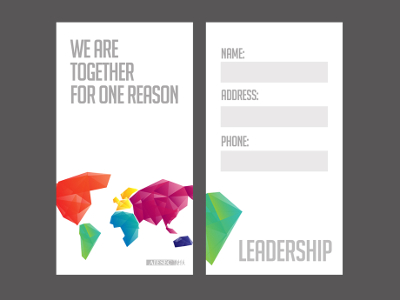 WE ARE
TOGETHER
FOR ONE REASON
NAME:
ADDRESS:
PHONE:
LEADERSHIP